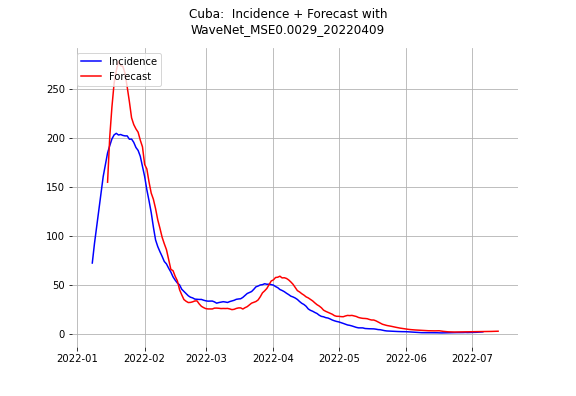 Cuba:  Incidence + Forecast with
WaveNet_MSE0.0029_20220409
Incidence
Forecast
250
200
150
100
50
0
2022-01 2022-02 2022-03 2022-04 2022-05 2022-06 2022-07